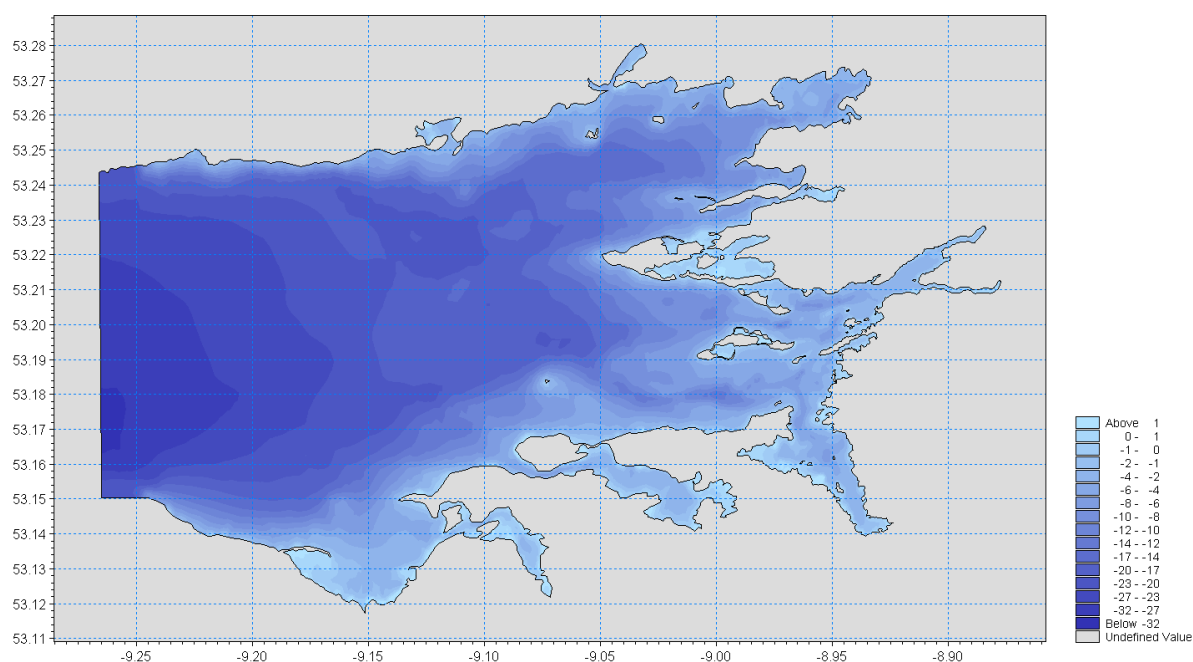 53.28
53.27
53.26
53.25
53.24
53.23
53.22
53.21
53.20
53.19
53.18
53.17
53.16
53.15
53.14
53.13
53.12
53.11
-9.25 -9.20 -9.15 -9.10 -9.05 -9.00 -8.95 -8.90
Above 1
0 - 1
-1 - 0
-2 - -1
-4 - -2
-6 - -4
-8 - -6
-10 - -8
-12 - -10
-14 - -12
-17 - -14
-20 - -17
-23 - -20
-27 - -23
-32 - -27
Below -32
Undefined Value